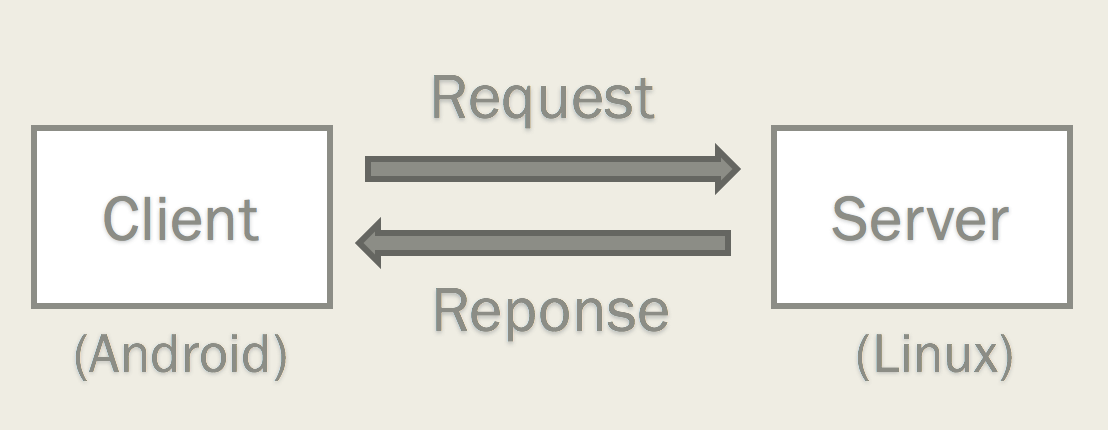 Request
Client
Server
Reponse
(Android)
(Linux)